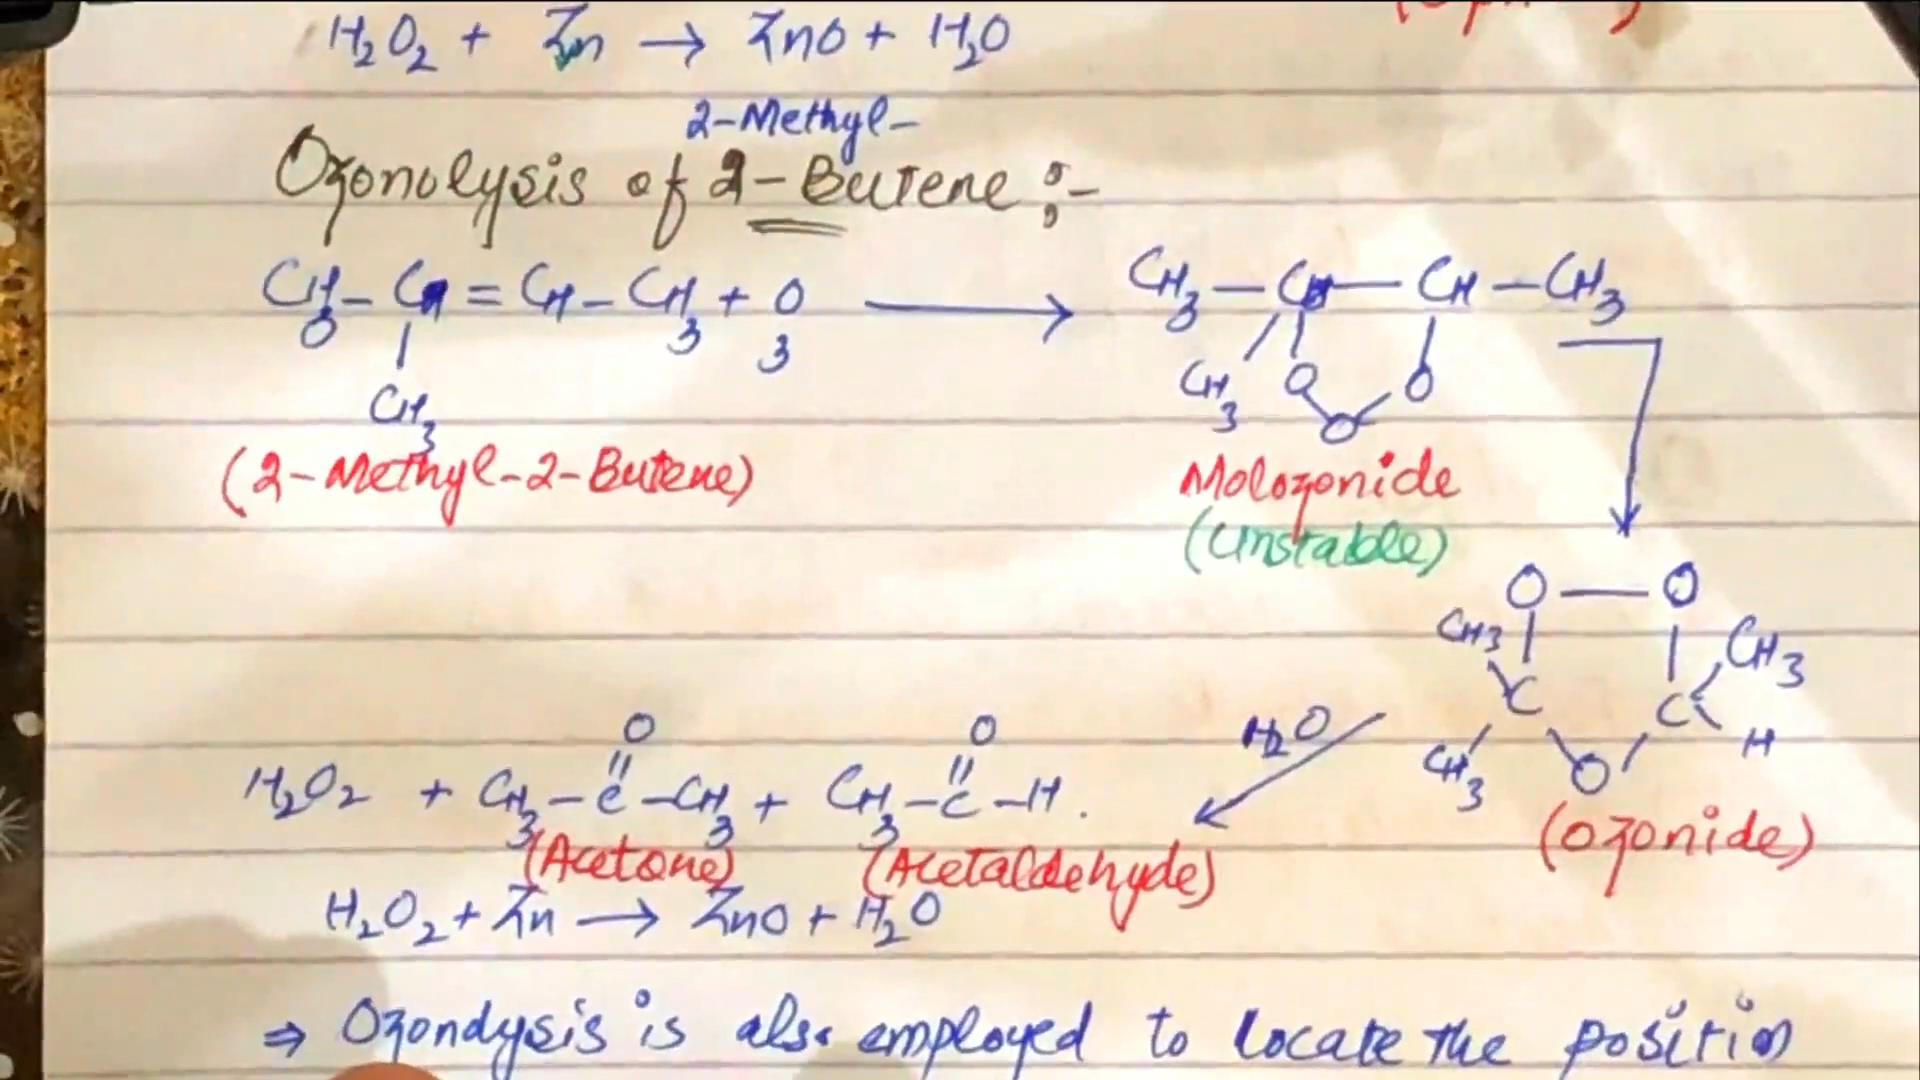 H2O2 + Zn → ZnO + H2O
2-Methyl-
Ozonolysis of 2-Butene :-
CH3 - C = CH - CH3 + O3 → CH3 - C - CH - CH3
CH3
CH3 O O
O
(2-Methyl-2-Butene)
Molozonide
(Unstable)
O - O
CH3 CH3
C C
CH3 O H
(Ozonide)
H2O
O O
H2O2 + CH3 - C - CH3 + CH3 - C - H.
(Acetone) (Acetaldehyde)
H2O2 + Zn → ZnO + H2O
⇒ Ozonolysis is also employed to locate the position